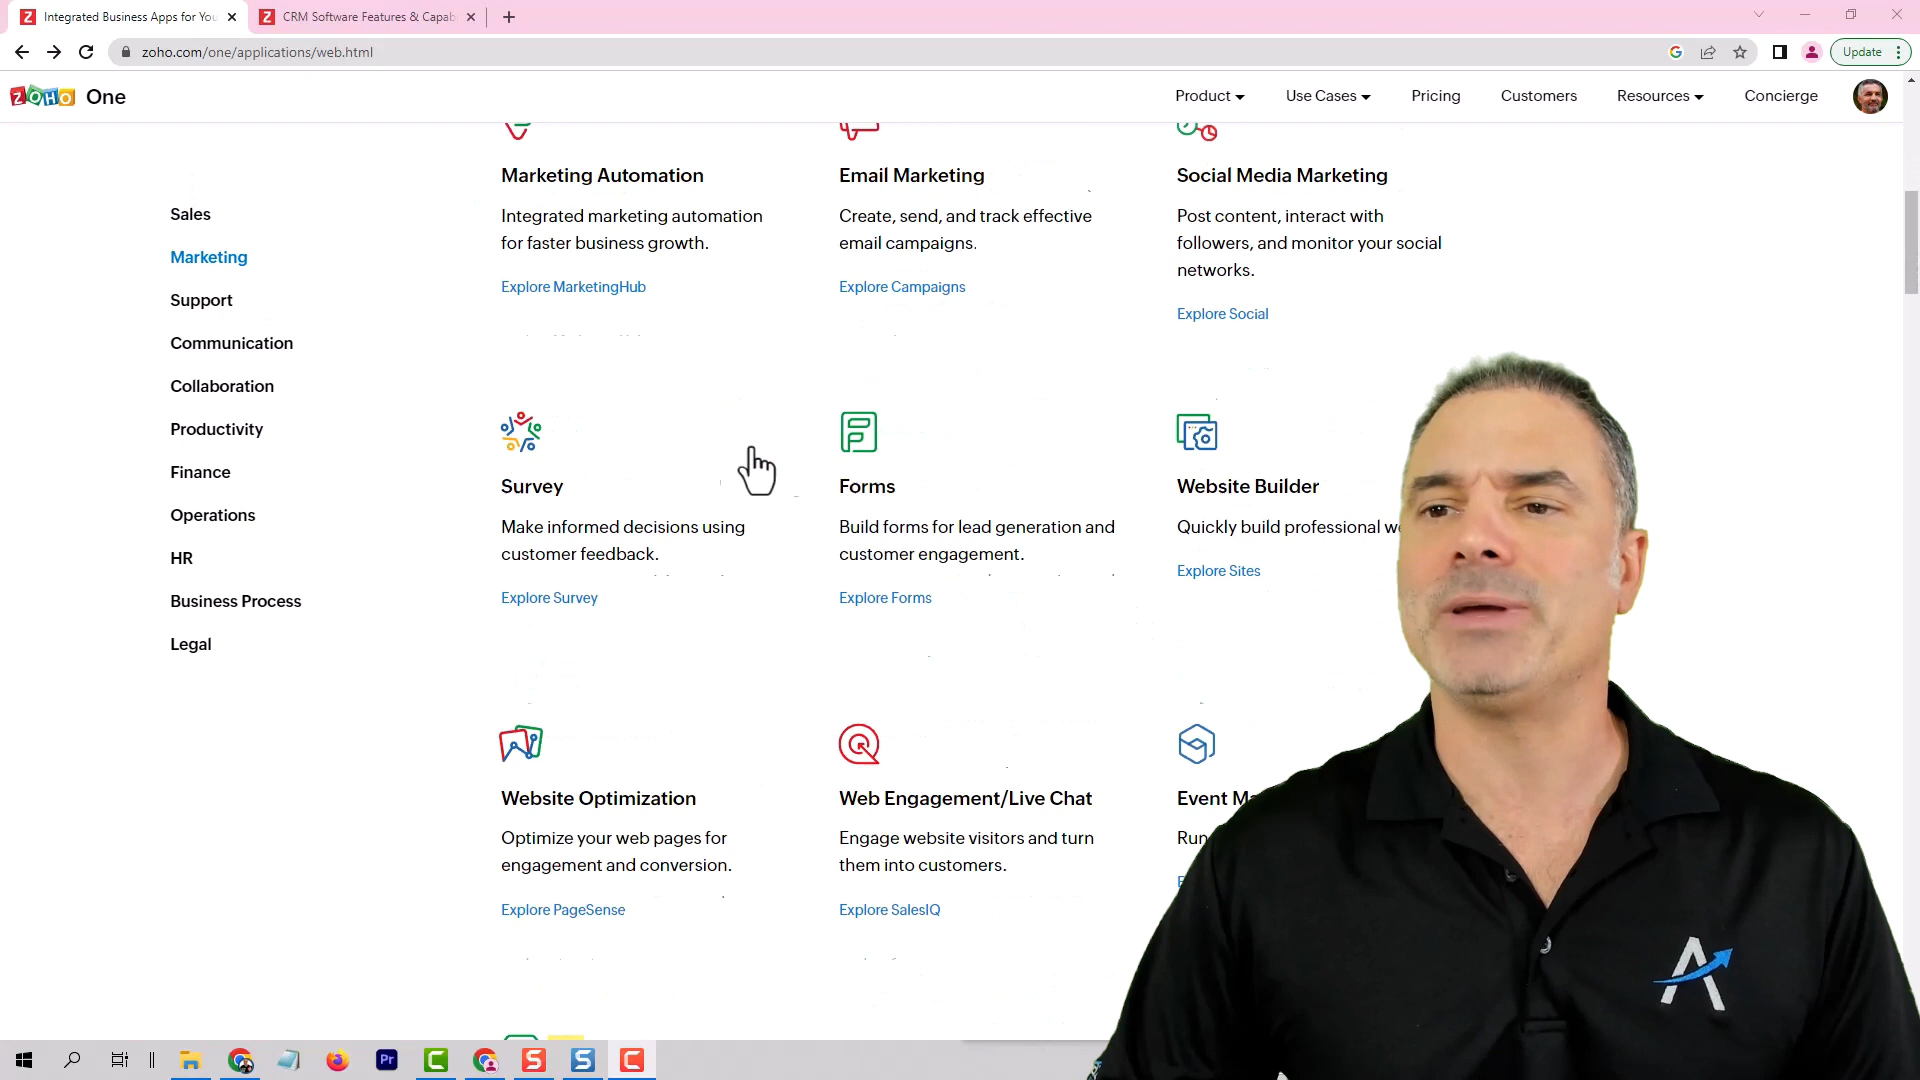 Integrated Business Apps for You
CRM Software Features & Capab
zoho.com/one/applications/web.html
Update
ZOHO One
Product
Use Cases
Pricing
Customers
Resources
Concierge
Sales
Marketing
Support
Communication
Collaboration
Productivity
Finance
Operations
HR
Business Process
Legal
Marketing Automation
Integrated marketing automation
for faster business growth.
Explore MarketingHub
Email Marketing
Create, send, and track effective
email campaigns.
Explore Campaigns
Social Media Marketing
Post content, interact with
followers, and monitor your social
networks.
Explore Social
Survey
Make informed decisions using
customer feedback.
Explore Survey
Forms
Build forms for lead generation and
customer engagement.
Explore Forms
Website Builder
Quickly build professional
Explore Sites
Website Optimization
Optimize your web pages for
engagement and conversion.
Explore PageSense
Web Engagement/Live Chat
Engage website visitors and turn
them into customers.
Explore SalesIQ
Event
Run
Pr